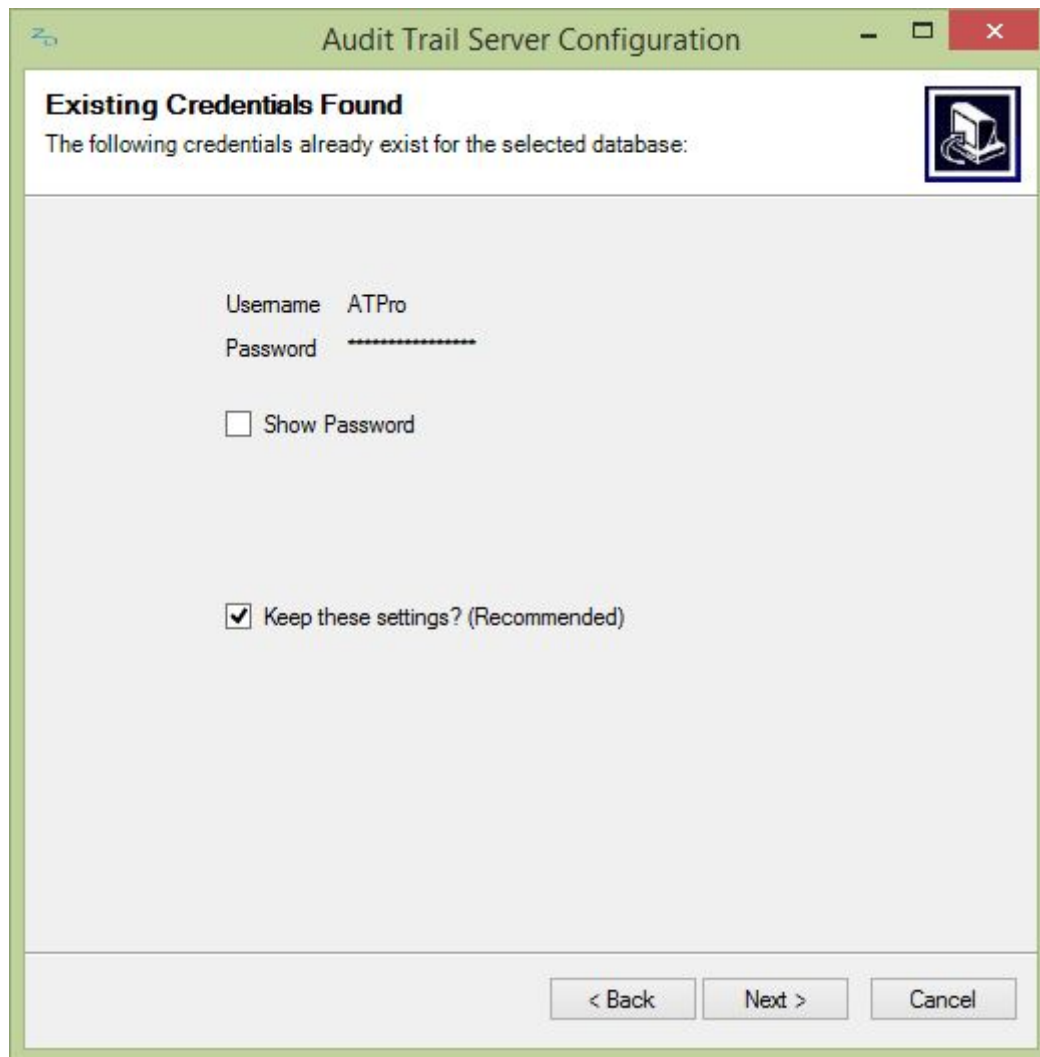 Audit Trail Server Configuration
Existing Credentials Found
The following credentials already exist for the selected database:
Username ATPro
Password ****************
Show Password
Keep these settings? (Recommended)
< Back Next > Cancel